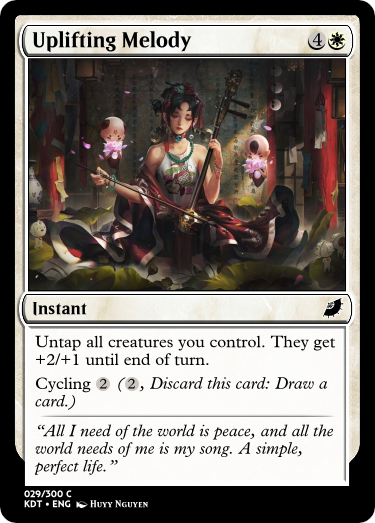 Uplifting Melody 4
Instant
Untap all creatures you control. They get
+2/+1 until end of turn.
Cycling 2 (2, Discard this card: Draw a
card.)
“All I need of the world is peace, and all the
world needs of me is my song. A simple,
perfect life.”
029/300 C
KDT • ENG Huyy Nguyen